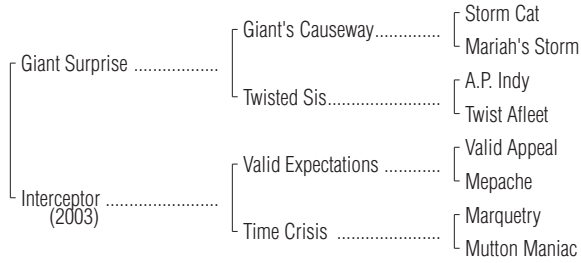 Storm Cat
Giant's Causeway..............
Mariah's Storm
Giant Surprise ..................
A.P. Indy
Twisted Sis........................
Twist Afleet
Valid Appeal
Valid Expectations ............
Mepache
Interceptor ........................
(2003)
Marquetry
Time Crisis ......................
Mutton Maniac